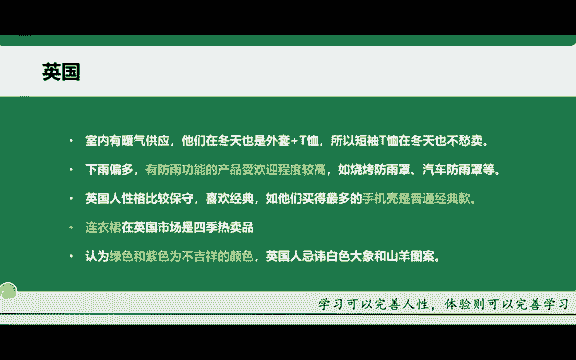 英国
• 室内有暖气供应，他们在冬天也是外套+T恤，所以短袖T恤在冬天也不愁卖。
• 下雨偏多，有防雨功能的产品受欢迎程度较高，如烧烤防雨罩、汽车防雨罩等。
• 英国人性格比较保守，喜欢经典，如他们买得最多的手机壳是普通经典款。
• 连衣裙在英国市场是四季热卖品
• 认为绿色和紫色为不吉祥的颜色，英国人忌讳白色大象和山羊图案。
学习可以完善人性，体验则可以完善学习